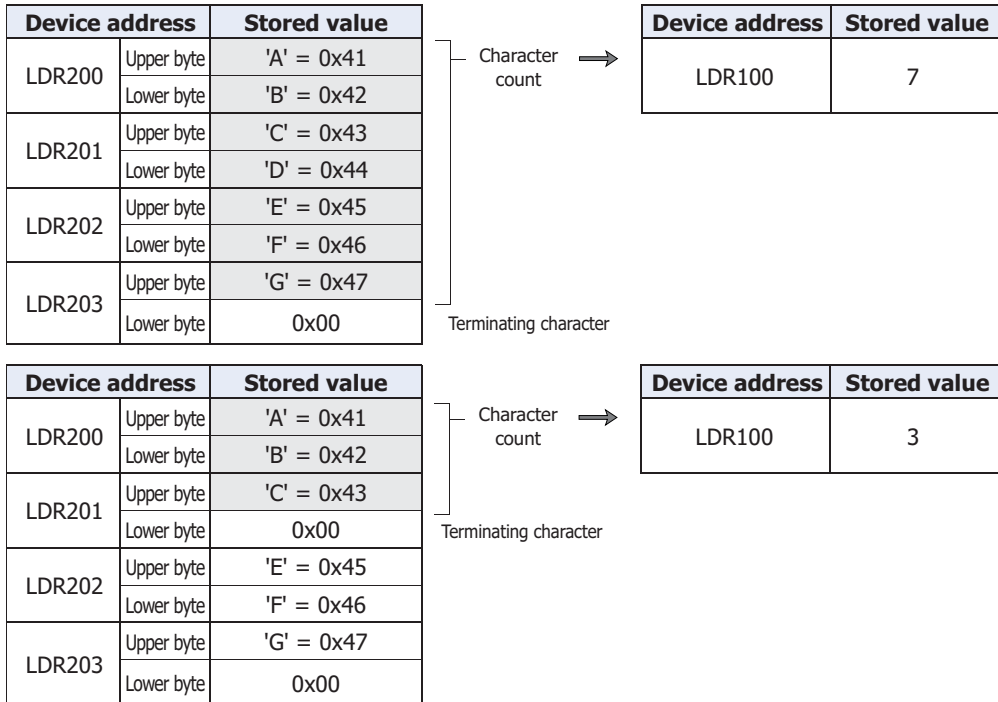 Device address Stored value
LDR200 Upper byte 'A' = 0x41
Lower byte 'B' = 0x42
LDR201 Upper byte 'C' = 0x43
Lower byte 'D' = 0x44
LDR202 Upper byte 'E' = 0x45
Lower byte 'F' = 0x46
LDR203 Upper byte 'G' = 0x47
Lower byte 0x00
Character
count
Terminating character
Device address Stored value
LDR100 7
Device address Stored value
LDR200 Upper byte 'A' = 0x41
Lower byte 'B' = 0x42
LDR201 Upper byte 'C' = 0x43
Lower byte 0x00
LDR202 Upper byte 'E' = 0x45
Lower byte 'F' = 0x46
LDR203 Upper byte 'G' = 0x47
Lower byte 0x00
Character
count
Terminating character
Device address Stored value
LDR100 3